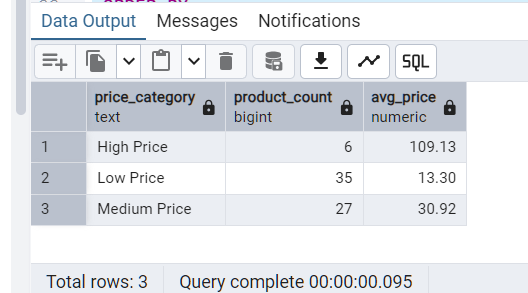 Data Output Messages Notifications
SQL
price_category product_count avg_price
text bigint numeric
1 High Price 6 109.13
2 Low Price 35 13.30
3 Medium Price 27 30.92
Total rows: 3 Query complete 00:00:00.095